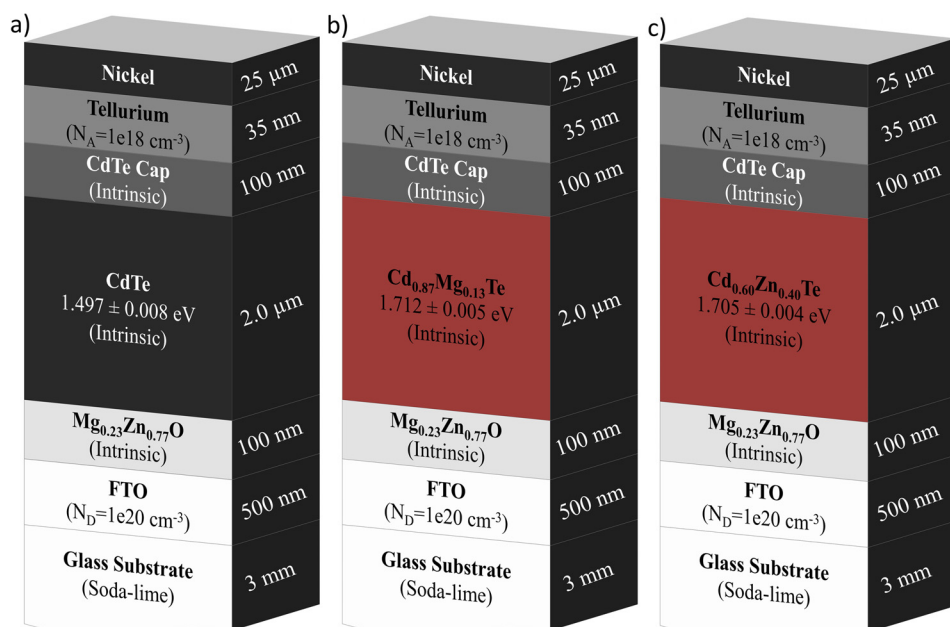 a)
Nickel
25 µm
Tellurium
(N_A=1e18 cm⁻³)
35 nm
CdTe Cap
(Intrinsic)
100 nm
CdTe
1.497 ± 0.008 eV
(Intrinsic)
2.0 µm
Mg₀.₂₃Zn₀.₇₇O
(Intrinsic)
100 nm
FTO
(N_D=1e20 cm⁻³)
500 nm
Glass Substrate
(Soda-lime)
3 mm
b)
Nickel
25 µm
Tellurium
(N_A=1e18 cm⁻³)
35 nm
CdTe Cap
(Intrinsic)
100 nm
Cd₀.₈₇Mg₀.₁₃Te
1.712 ± 0.005 eV
(Intrinsic)
2.0 µm
Mg₀.₂₃Zn₀.₇₇O
(Intrinsic)
100 nm
FTO
(N_D=1e20 cm⁻³)
500 nm
Glass Substrate
(Soda-lime)
3 mm
c)
Nickel
25 µm
Tellurium
(N_A=1e18 cm⁻³)
35 nm
CdTe Cap
(Intrinsic)
100 nm
Cd₀.₆₀Zn₀.₄₀Te
1.705 ± 0.004 eV
(Intrinsic)
2.0 µm
Mg₀.₂₃Zn₀.₇₇O
(Intrinsic)
100 nm
FTO
(N_D=1e20 cm⁻³)
500 nm
Glass Substrate
(Soda-lime)
3 mm